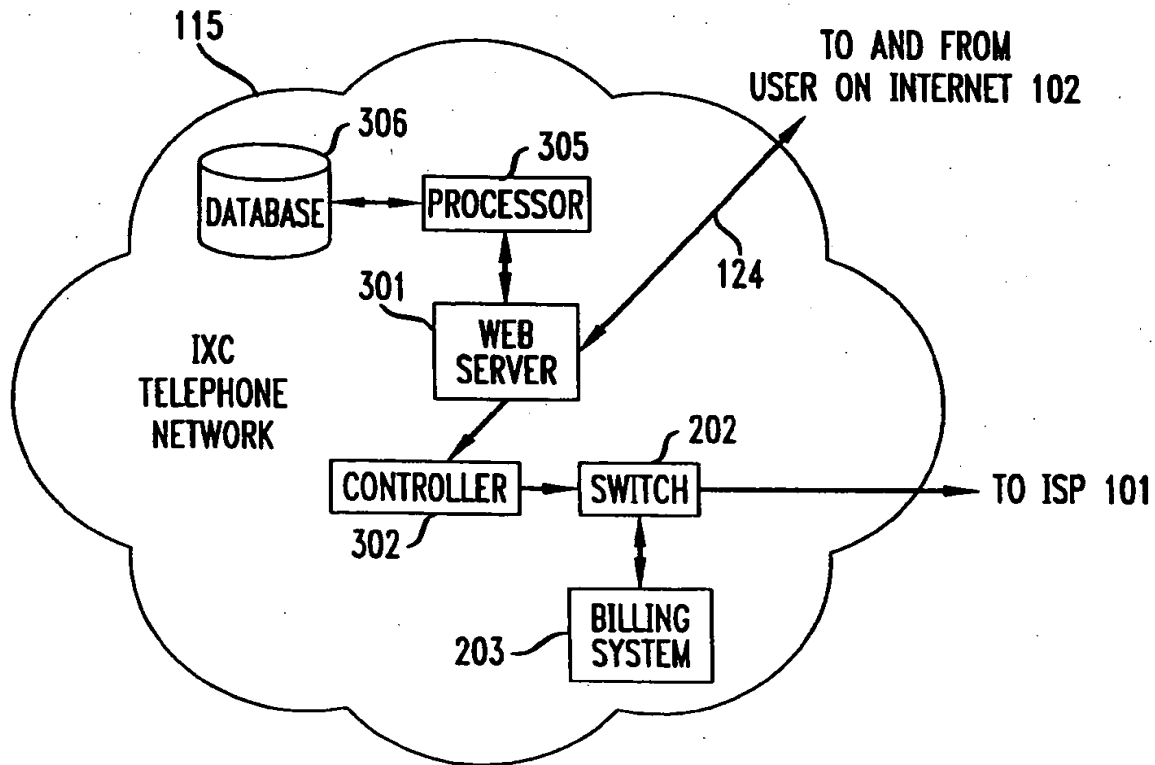 115
TO AND FROM
USER ON INTERNET 102
306
305
DATABASE
PROCESSOR
124
301
WEB
SERVER
IXC
TELEPHONE
NETWORK
202
CONTROLLER
SWITCH
TO ISP 101
302
BILLING
SYSTEM
203